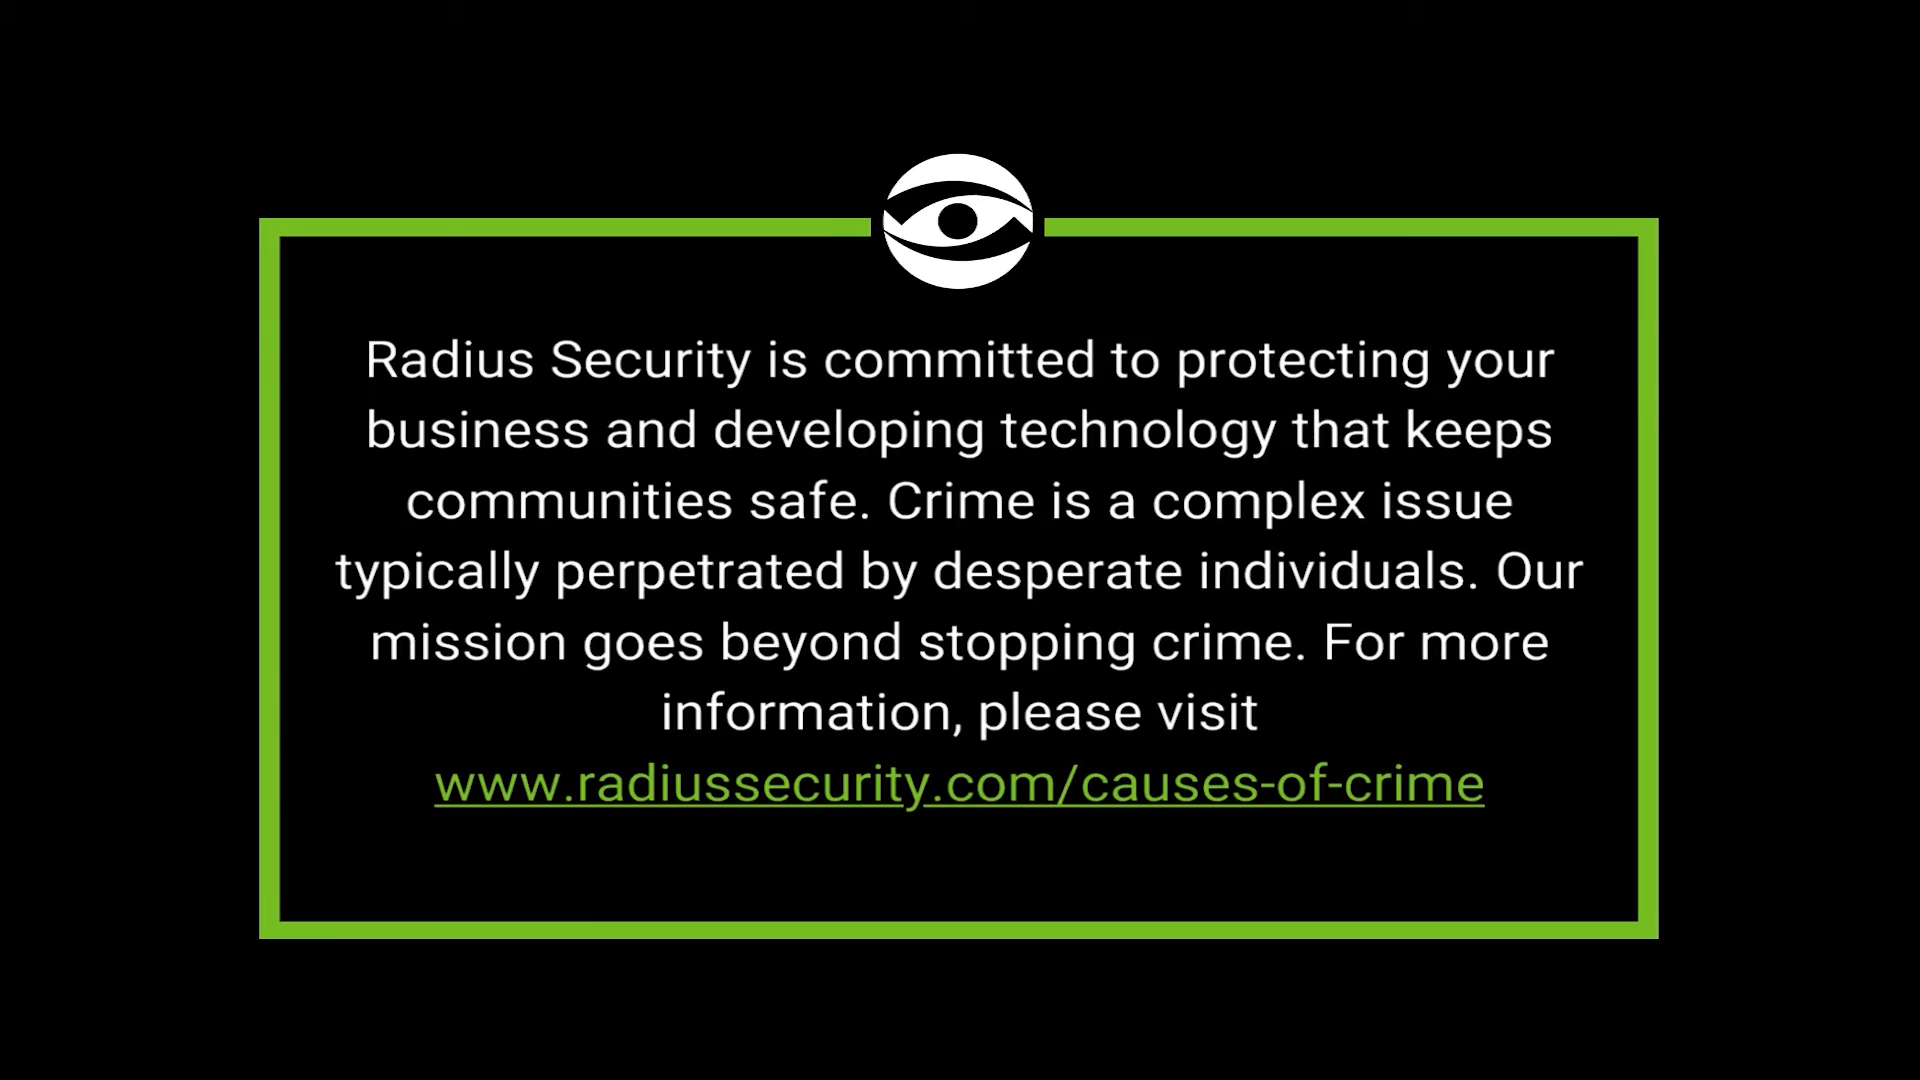 Radius Security is committed to protecting your
business and developing technology that keeps
communities safe. Crime is a complex issue
typically perpetrated by desperate individuals. Our
mission goes beyond stopping crime. For more
information, please visit
www.radiussecurity.com/causes-of-crime